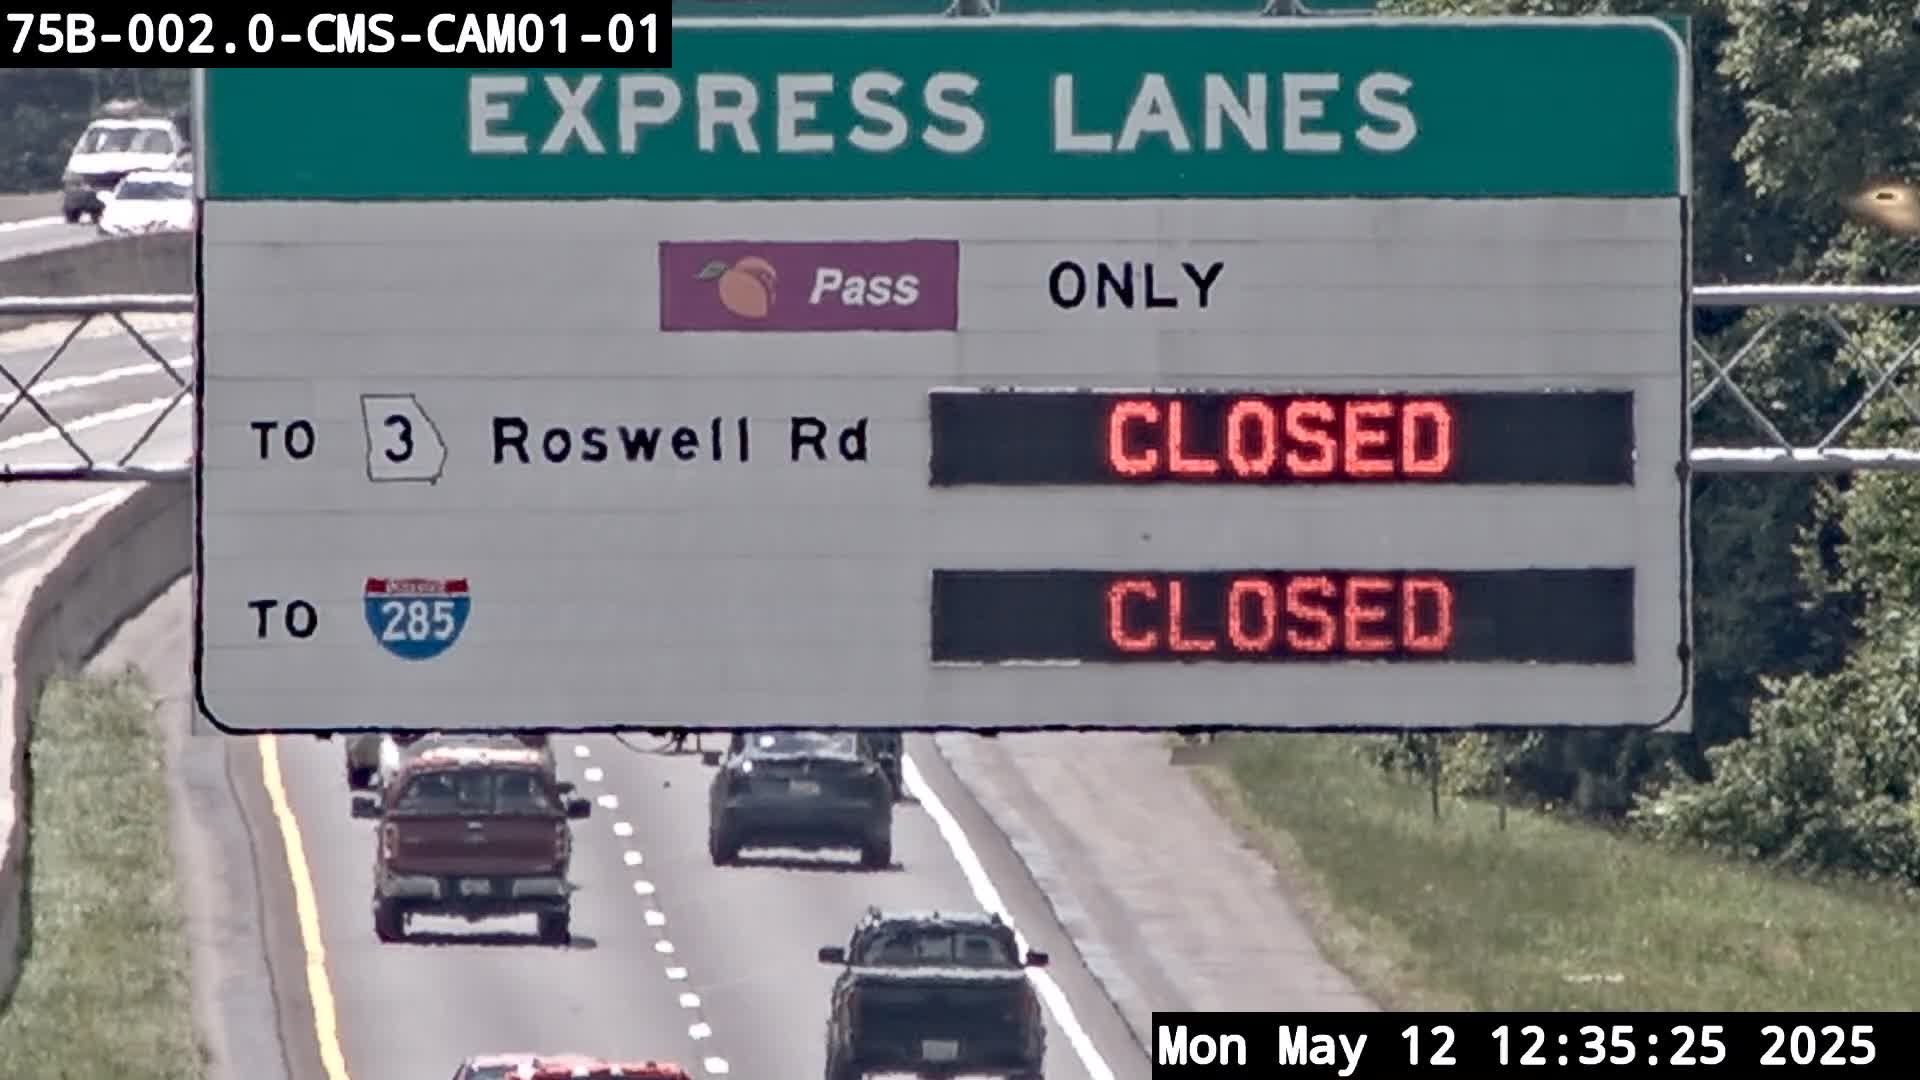 75B-002.0-CMS-CAM01-01
EXPRESS LANES
Pass ONLY
TO 3 Roswell Rd CLOSED
TO 285 CLOSED
Mon May 12 12:35:25 2025